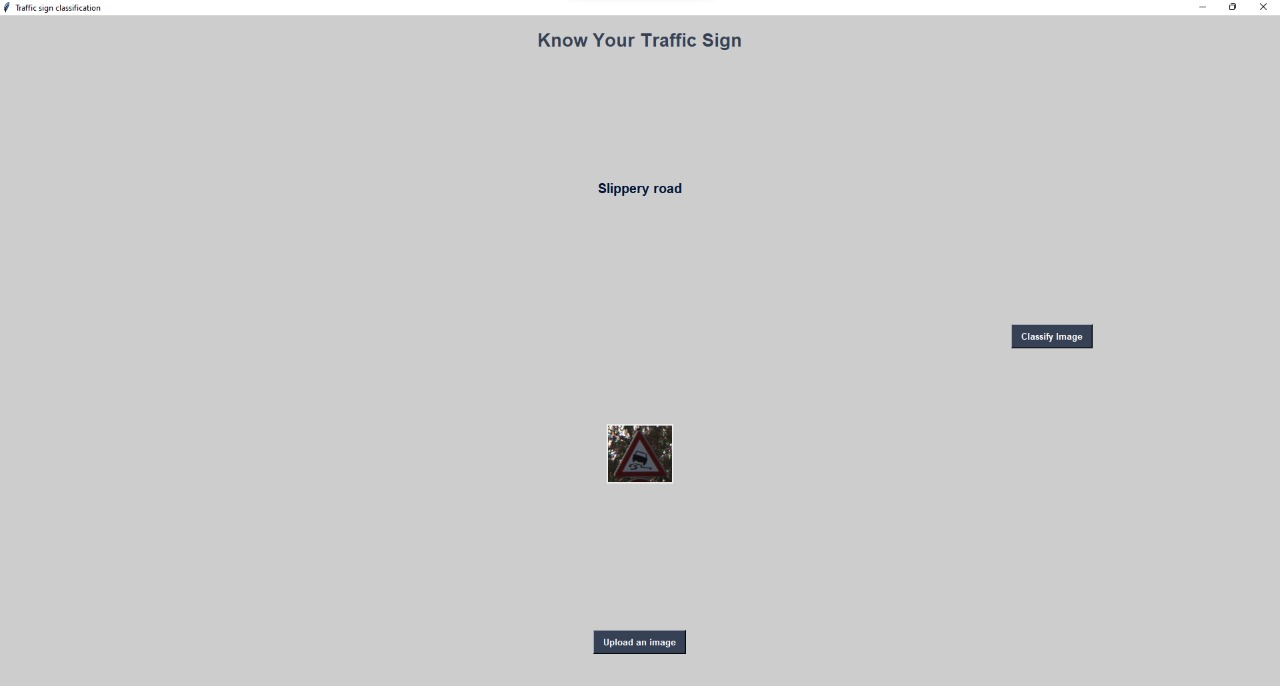 Traffic sign classification
Know Your Traffic Sign
Slippery road
Classify Image
Upload an image